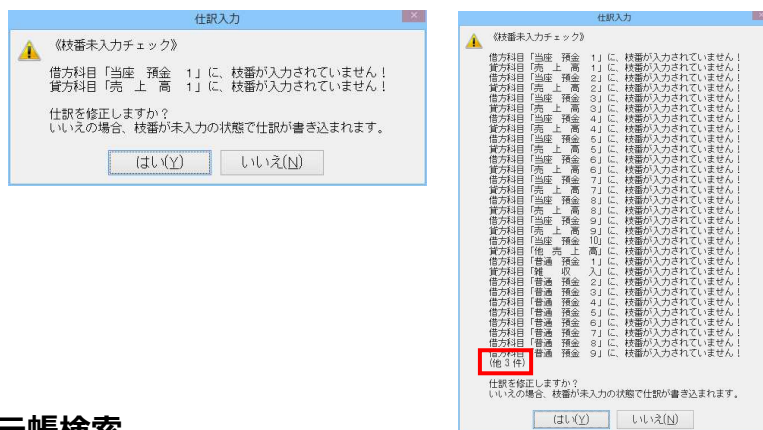 仕訳入力
《枝番未入力チェック》
借方科目「当座 預金 1」に、枝番が入力されていません！
貸方科目「売 上 高 1」に、枝番が入力されていません！
仕訳を修正しますか？
いいえの場合、枝番が未入力の状態で仕訳が書き込まれます。
はい(Y)
いいえ(N)
仕訳入力
《枝番未入力チェック》
借方科目「当座 預金 1」に、枝番が入力されていません！
貸方科目「売 上 高 1」に、枝番が入力されていません！
借方科目「当座 預金 2」に、枝番が入力されていません！
貸方科目「売 上 高 2」に、枝番が入力されていません！
借方科目「当座 預金 3」に、枝番が入力されていません！
貸方科目「売 上 高 3」に、枝番が入力されていません！
借方科目「当座 預金 4」に、枝番が入力されていません！
貸方科目「売 上 高 4」に、枝番が入力されていません！
借方科目「当座 預金 5」に、枝番が入力されていません！
貸方科目「売 上 高 5」に、枝番が入力されていません！
借方科目「当座 預金 6」に、枝番が入力されていません！
貸方科目「売 上 高 6」に、枝番が入力されていません！
借方科目「当座 預金 7」に、枝番が入力されていません！
貸方科目「売 上 高 7」に、枝番が入力されていません！
借方科目「当座 預金 8」に、枝番が入力されていません！
貸方科目「売 上 高 8」に、枝番が入力されていません！
借方科目「当座 預金 9」に、枝番が入力されていません！
貸方科目「売 上 高 9」に、枝番が入力されていません！
借方科目「当座 預金 10」に、枝番が入力されていません！
貸方科目「他 売 上 高」に、枝番が入力されていません！
借方科目「普通 預金 1」に、枝番が入力されていません！
貸方科目「雑 収 入」に、枝番が入力されていません！
借方科目「普通 預金 2」に、枝番が入力されていません！
借方科目「普通 預金 3」に、枝番が入力されていません！
借方科目「普通 預金 4」に、枝番が入力されていません！
借方科目「普通 預金 5」に、枝番が入力されていません！
借方科目「普通 預金 6」に、枝番が入力されていません！
借方科目「普通 預金 7」に、枝番が入力されていません！
借方科目「普通 預金 8」に、枝番が入力されていません！
借方科目「普通 預金 9」に、枝番が入力されていません！
(他 3 件)
仕訳を修正しますか？
いいえの場合、枝番が未入力の状態で仕訳が書き込まれます。
はい(Y)
いいえ(N)
元帳検索